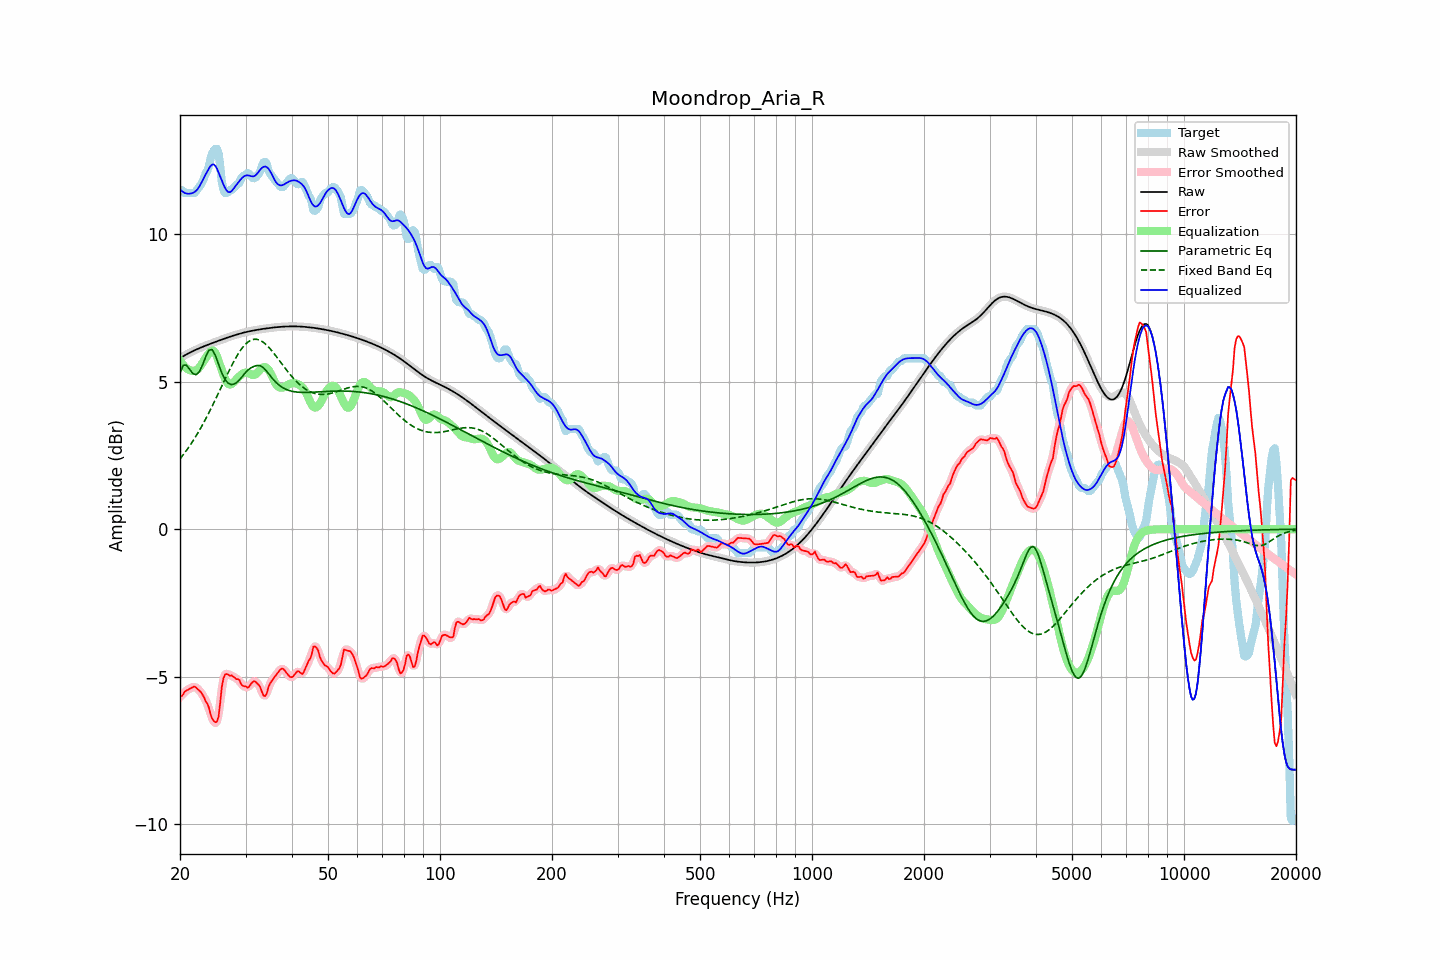 Moondrop_Aria_R
Target
Raw Smoothed
Error Smoothed
Raw
Error
Equalization
Parametric Eq
Fixed Band Eq
Equalized
Amplitude (dBr)
10
5
0
−5
−10
20 50 100 200 500 1000 2000 5000 10000 20000
Frequency (Hz)